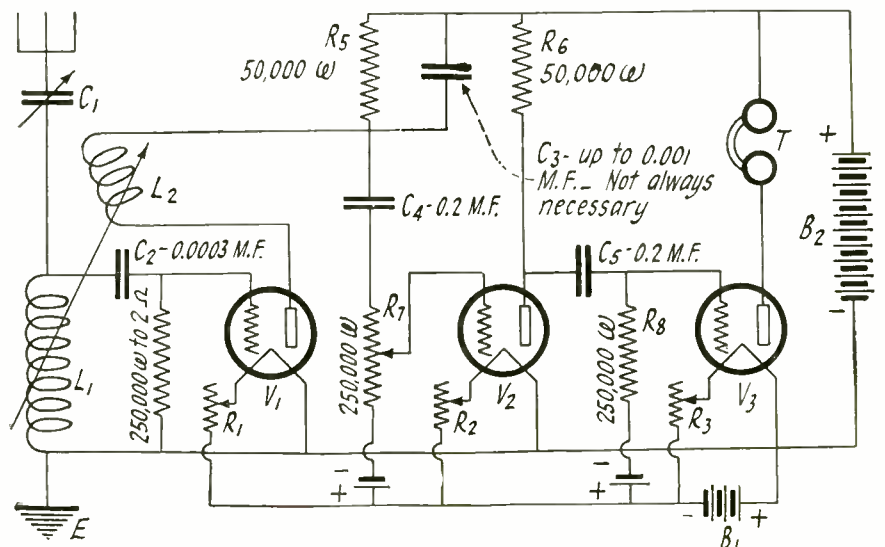 R5
50,000 ω
R6
50,000 ω
C1
L2
C3- up to 0.001
M.F.- Not always
necessary
T
+
B2
-
C4-0.2 M.F.
C2-0.0003 M.F.
C5-0.2 M.F.
L1
250,000 ω to 2 Ω
R1
V1
250,000 ω
R7
R2
V2
250,000 ω
R8
R3
V3
-
+
-
+
- +
B1
E